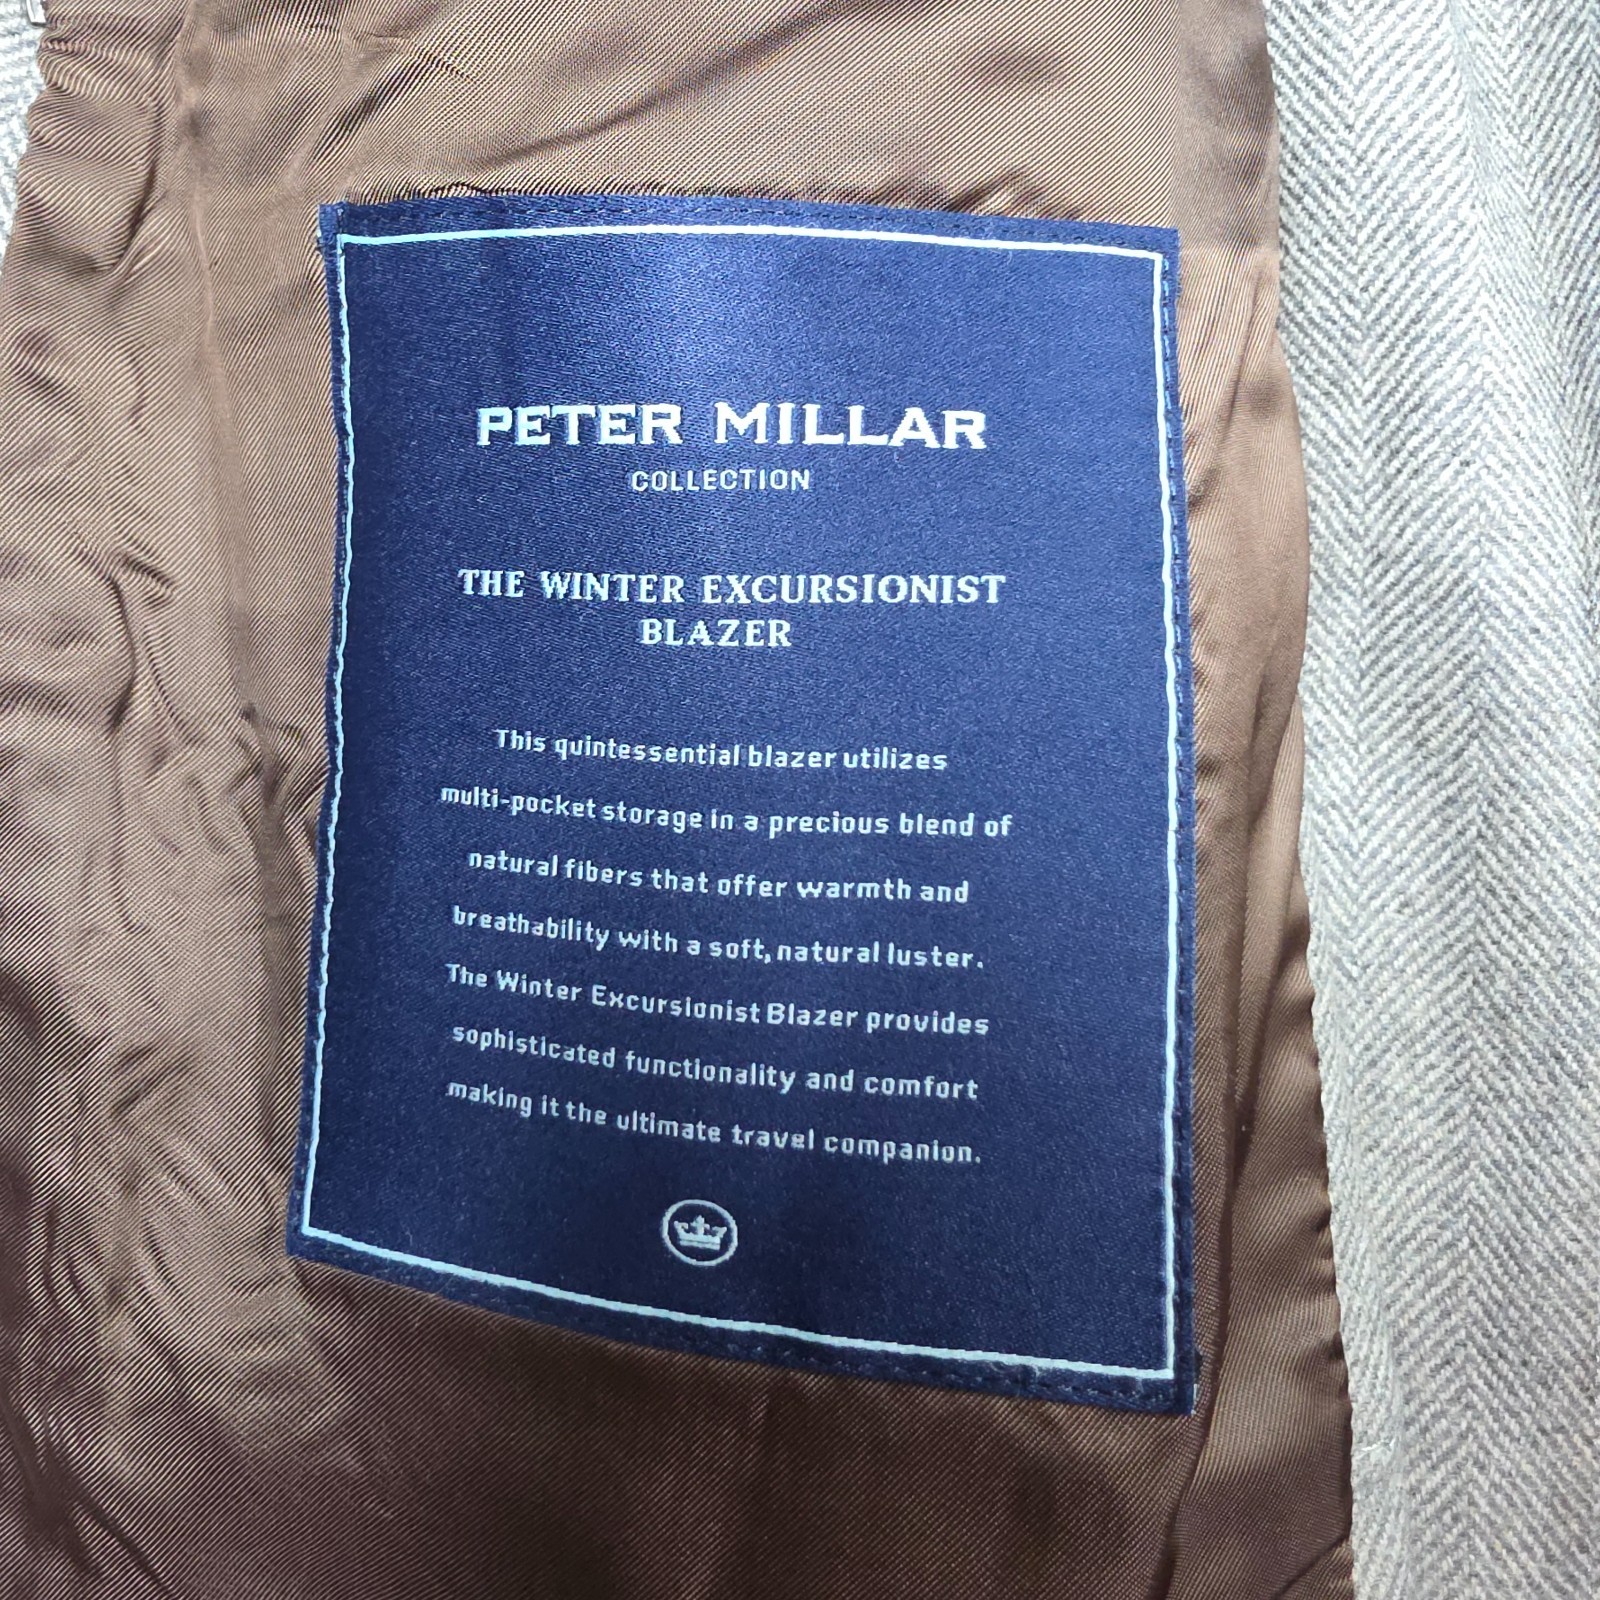 PETER MILLAR
COLLECTION
THE WINTER EXCURSIONIST
BLAZER
This quintessential blazer utilizes
multi-pocket storage in a precious blend of
natural fibers that offer warmth and
breathability with a soft, natural luster.
The Winter Excursionist Blazer provides
sophisticated functionality and comfort
making it the ultimate travel companion.